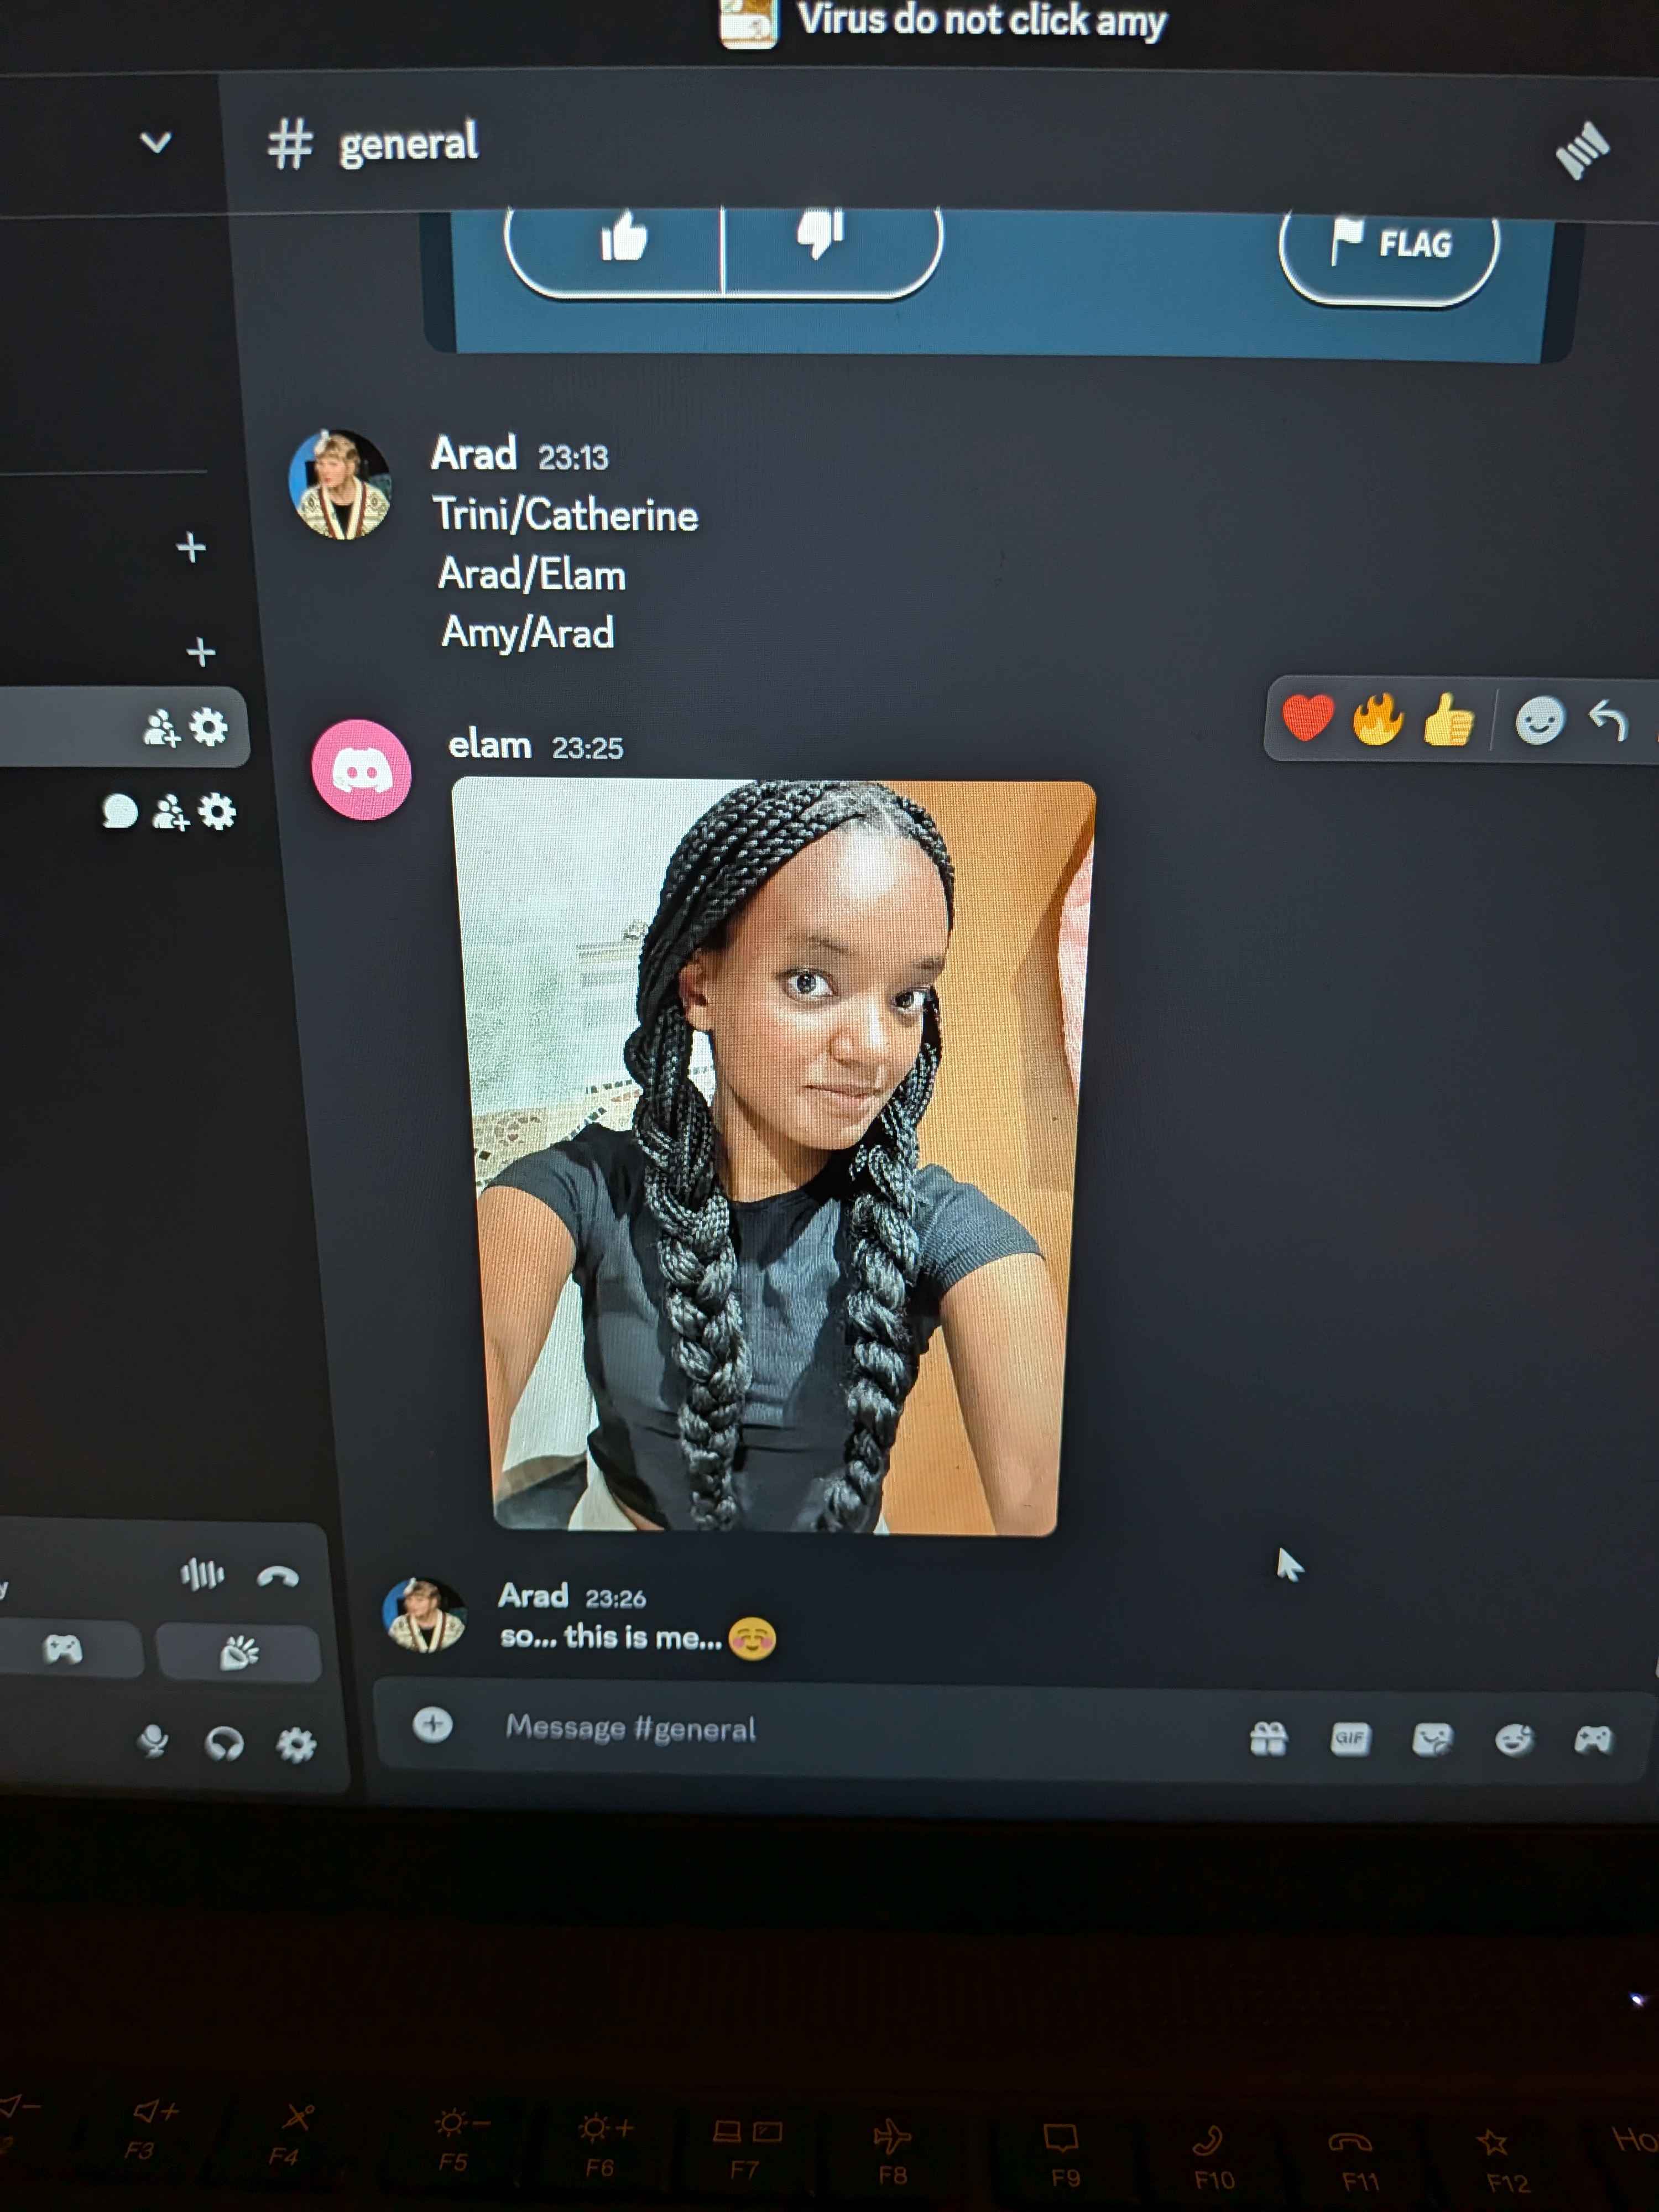 Virus do not click amy
# general
FLAG
Arad 23:13
Trini/Catherine
Arad/Elam
Amy/Arad
elam 23:25
Arad 23:26
so... this is me...☺️
Message #general
GIF
F3
F4
F5
F6
F7
F8
F9
F10
F11
F12
Ho